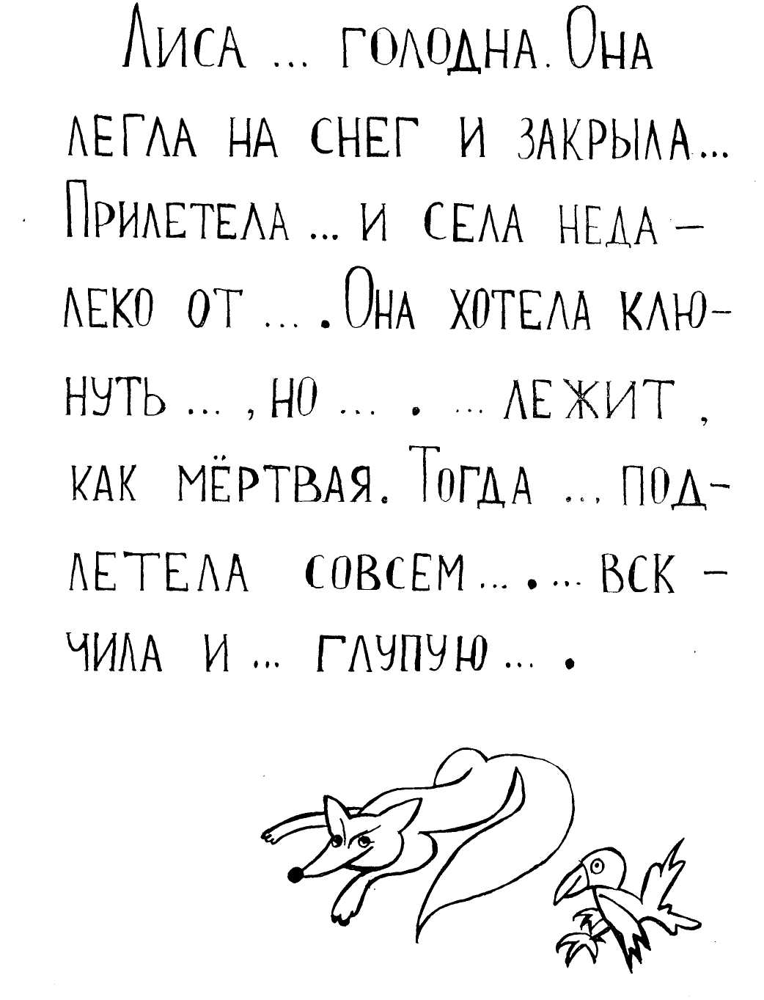 Лиса ... голодна. Она
легла на снег и закрыла...
Прилетела ... и села неда-
леко от ... . Она хотела клю-
нуть ... , но ... . ... лежит,
как мёртвая. Тогда ... под-
летела совсем ... . ... вск-
чила и ... глупую ... .